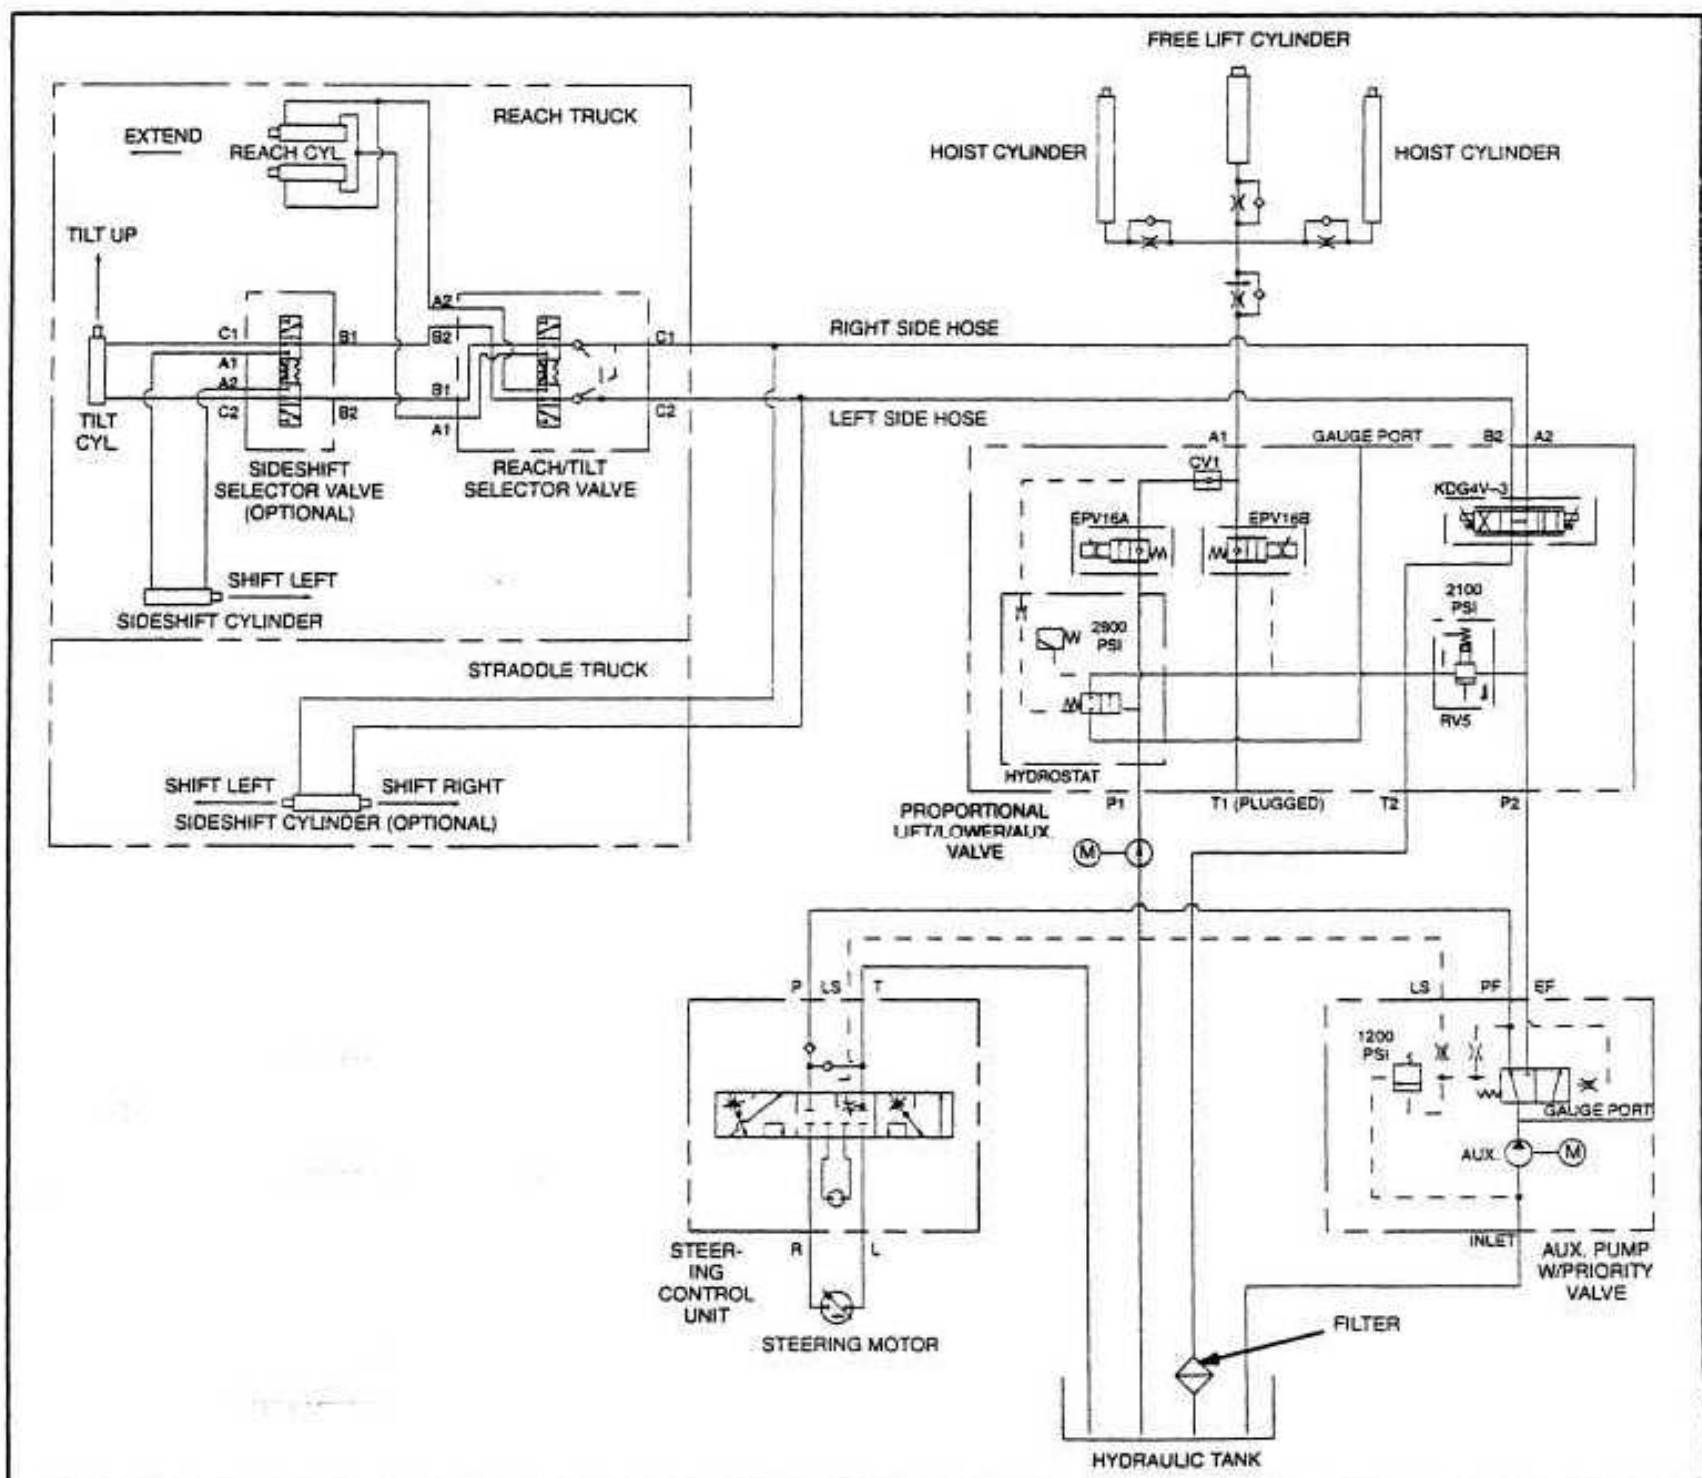 FREE LIFT CYLINDER
REACH TRUCK
EXTEND
REACH CYL.
HOIST CYLINDER
HOIST CYLINDER
TILT UP
A2
C1
B1
B2
C1
RIGHT SIDE HOSE
A1
A2
B1
C2
B2
C2
LEFT SIDE HOSE
A1
TILT
CYL.
A1
GAUGE PORT
B2
A2
SIDESHIFT
SELECTOR VALVE
(OPTIONAL)
REACH/TILT
SELECTOR VALVE
CV1
KDG4V-3
EPV16A
EPV16B
SHIFT LEFT
SIDESHIFT CYLINDER
2100
PSI
2800
PSI
STRADDLE TRUCK
RV5
HYDROSTAT
SHIFT LEFT
SHIFT RIGHT
SIDESHIFT CYLINDER (OPTIONAL)
P1
T1 (PLUGGED)
T2
P2
PROPORTIONAL
LIFT/LOWER/AUX.
VALVE
M
P
LS
T
LS
PF
EF
1200
PSI
GAUGE PORT
AUX.
M
R
L
INLET
STEER-
ING
CONTROL
UNIT
AUX. PUMP
W/PRIORITY
VALVE
STEERING MOTOR
FILTER
HYDRAULIC TANK